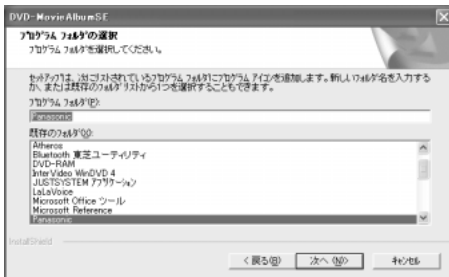 DVD-MovieAlbumSE
プログラム フォルダの選択
プログラム フォルダを選択してください。
セットアップは、次にリストされているプログラム フォルダにプログラム アイコンを追加します。新しいフォルダ名を入力する
か、または既存のフォルダ リストから1つを選択することもできます。
プログラム フォルダ(P):
Panasonic
既存のフォルダ(X):
Atheros
Bluetooth 東芝ユーティリティ
DVD-RAM
InterVideo WinDVD 4
JUSTSYSTEM アプリケーション
LaLaVoice
Microsoft Office ツール
Microsoft Reference
Panasonic
InstallShield
< 戻る(B)
次へ (N)>
キャンセル